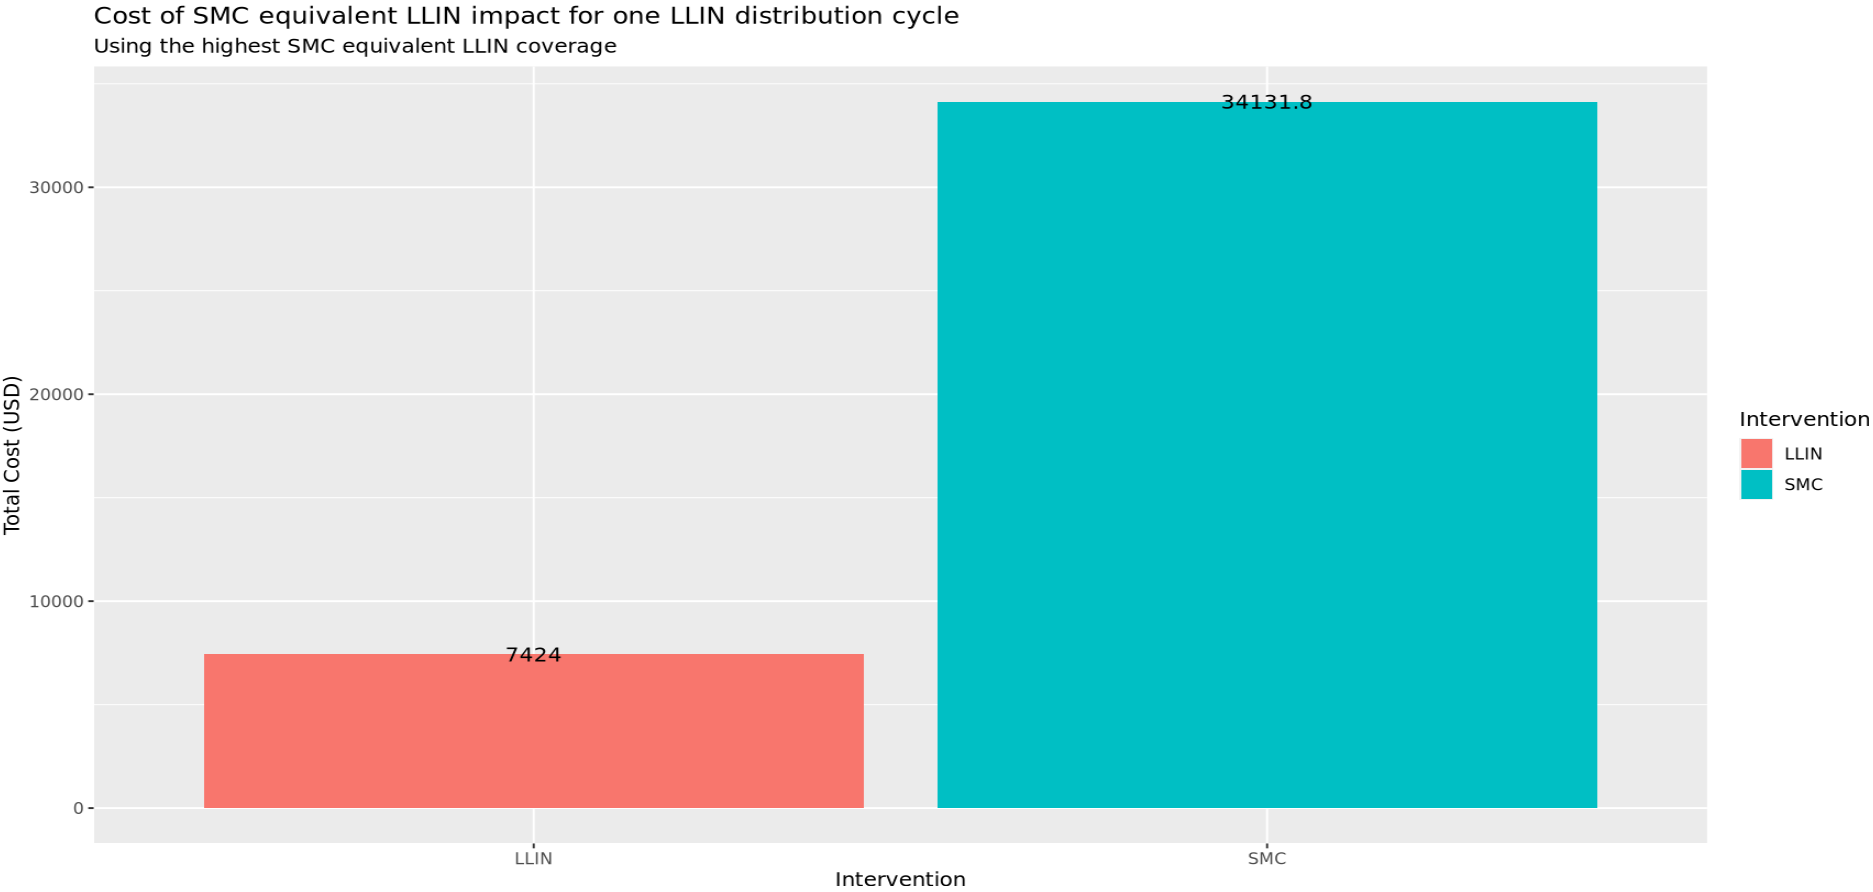 Cost of SMC equivalent LLIN impact for one LLIN distribution cycle
Using the highest SMC equivalent LLIN coverage
34131.8
30000
20000
Total Cost (USD)
10000
7424
0
LLIN
SMC
Intervention
Intervention
LLIN
SMC